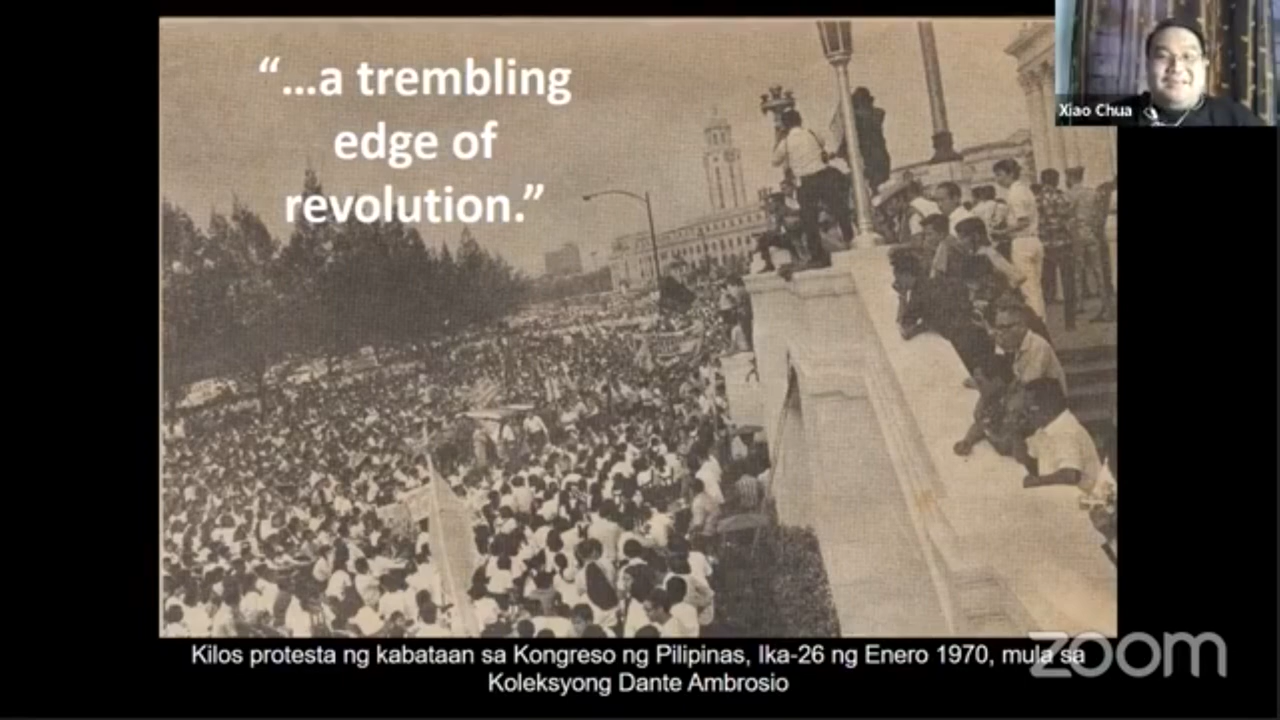 “...a trembling
edge of
revolution.”
Xiao Chua
Kilos protesta ng kabataan sa Kongreso ng Pilipinas, Ika-26 ng Enero 1970, mula sa
Koleksyong Dante Ambrosio
zoom